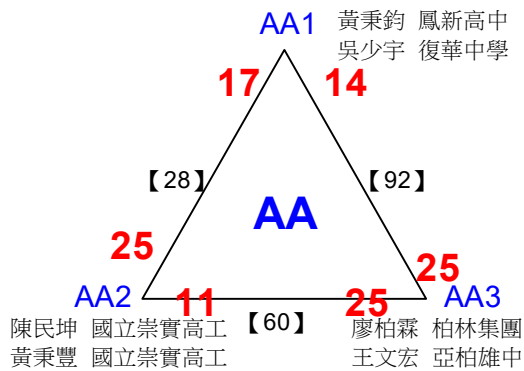 AA1
黃秉鈞 鳳新高中
吳少宇 復華中學
17
14
【28】
【92】
AA
25
25
AA2
11
25
AA3
陳民坤 國立崇實高工
【60】
廖柏霖 柏林集團
黃秉豐 國立崇實高工
王文宏 亞柏雄中